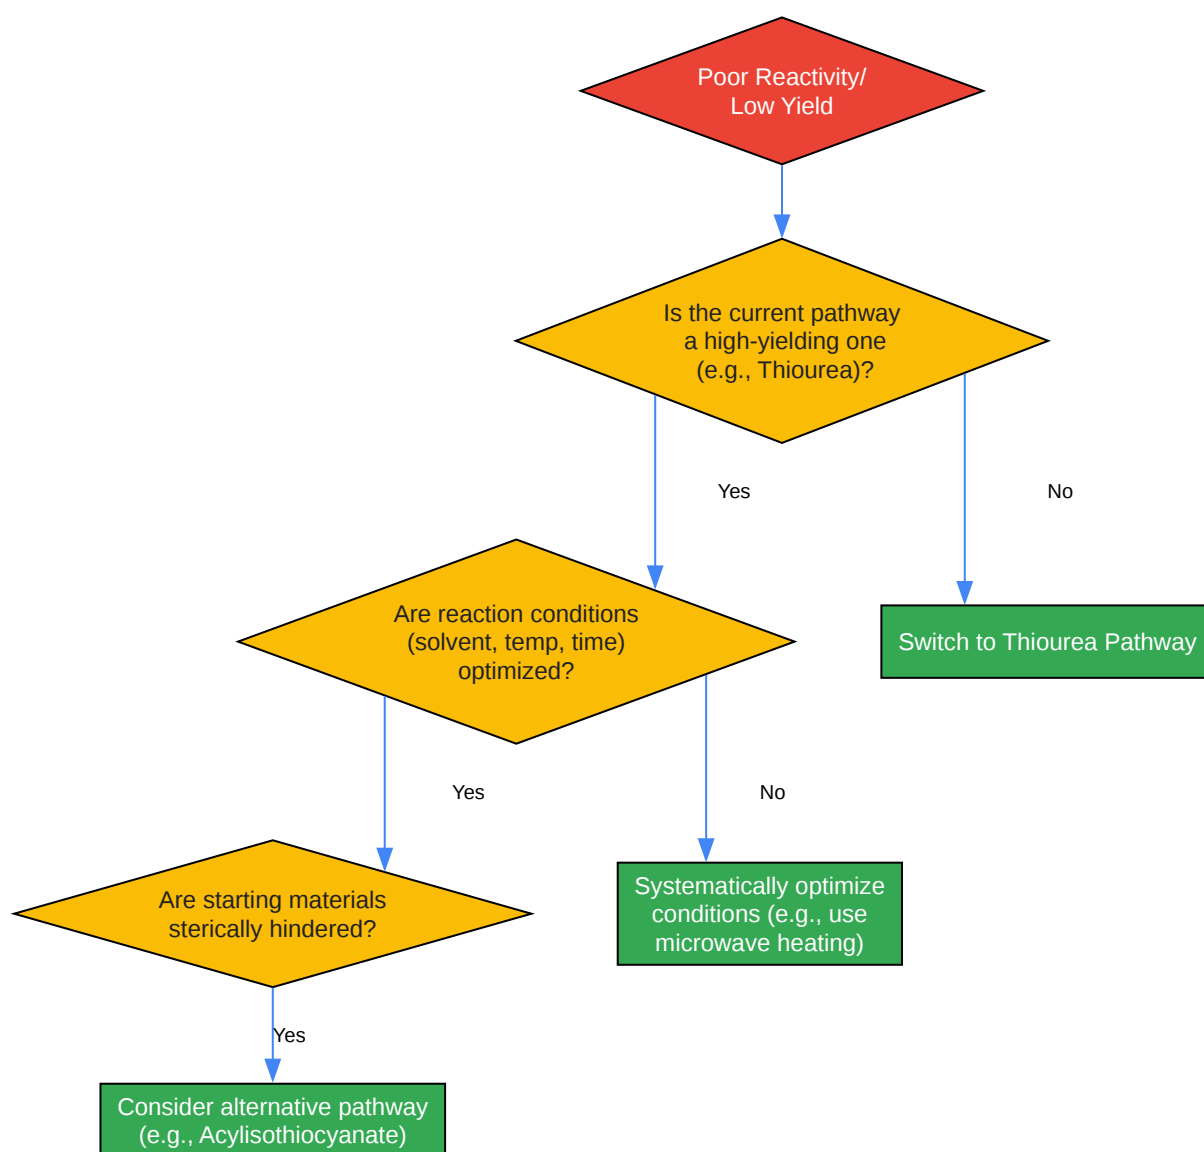 Poor Reactivity/
Low Yield
Is the current pathway
a high-yielding one
(e.g., Thiourea)?
Yes
No
Are reaction conditions
(solvent, temp, time)
optimized?
Switch to Thiourea Pathway
Yes
No
Are starting materials
sterically hindered?
Systematically optimize
conditions (e.g., use
microwave heating)
Yes
Consider alternative pathway
(e.g., Acylisothiocyanate)